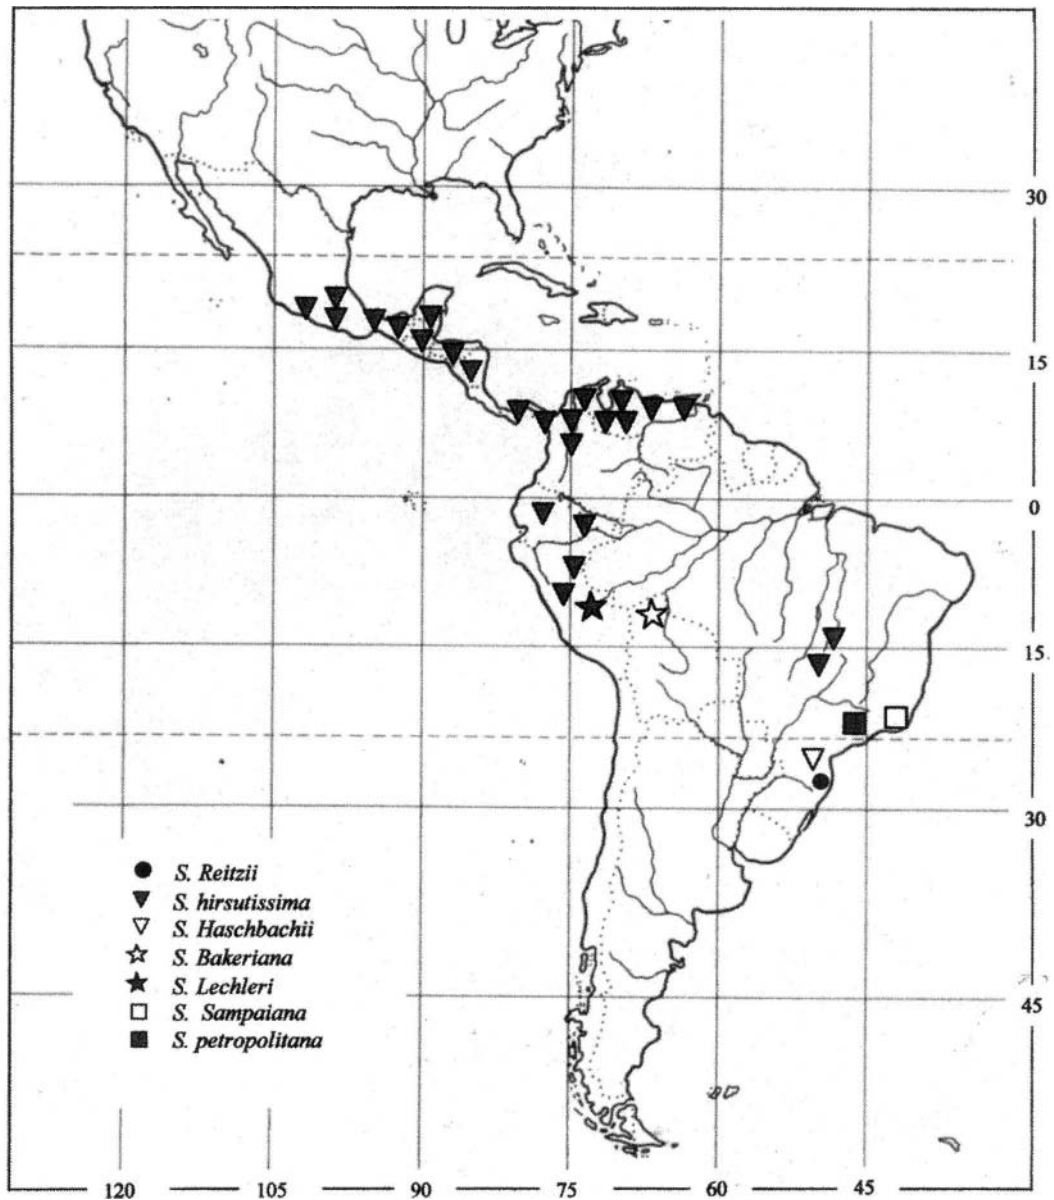 30
15
0
15.
30
45
S. Reitzii
S. hirsutissima
S. Haschbachii
S. Bakeriana
S. Lechleri
S. Sampaiana
S. petropolitana
120 105 90 75 60 45